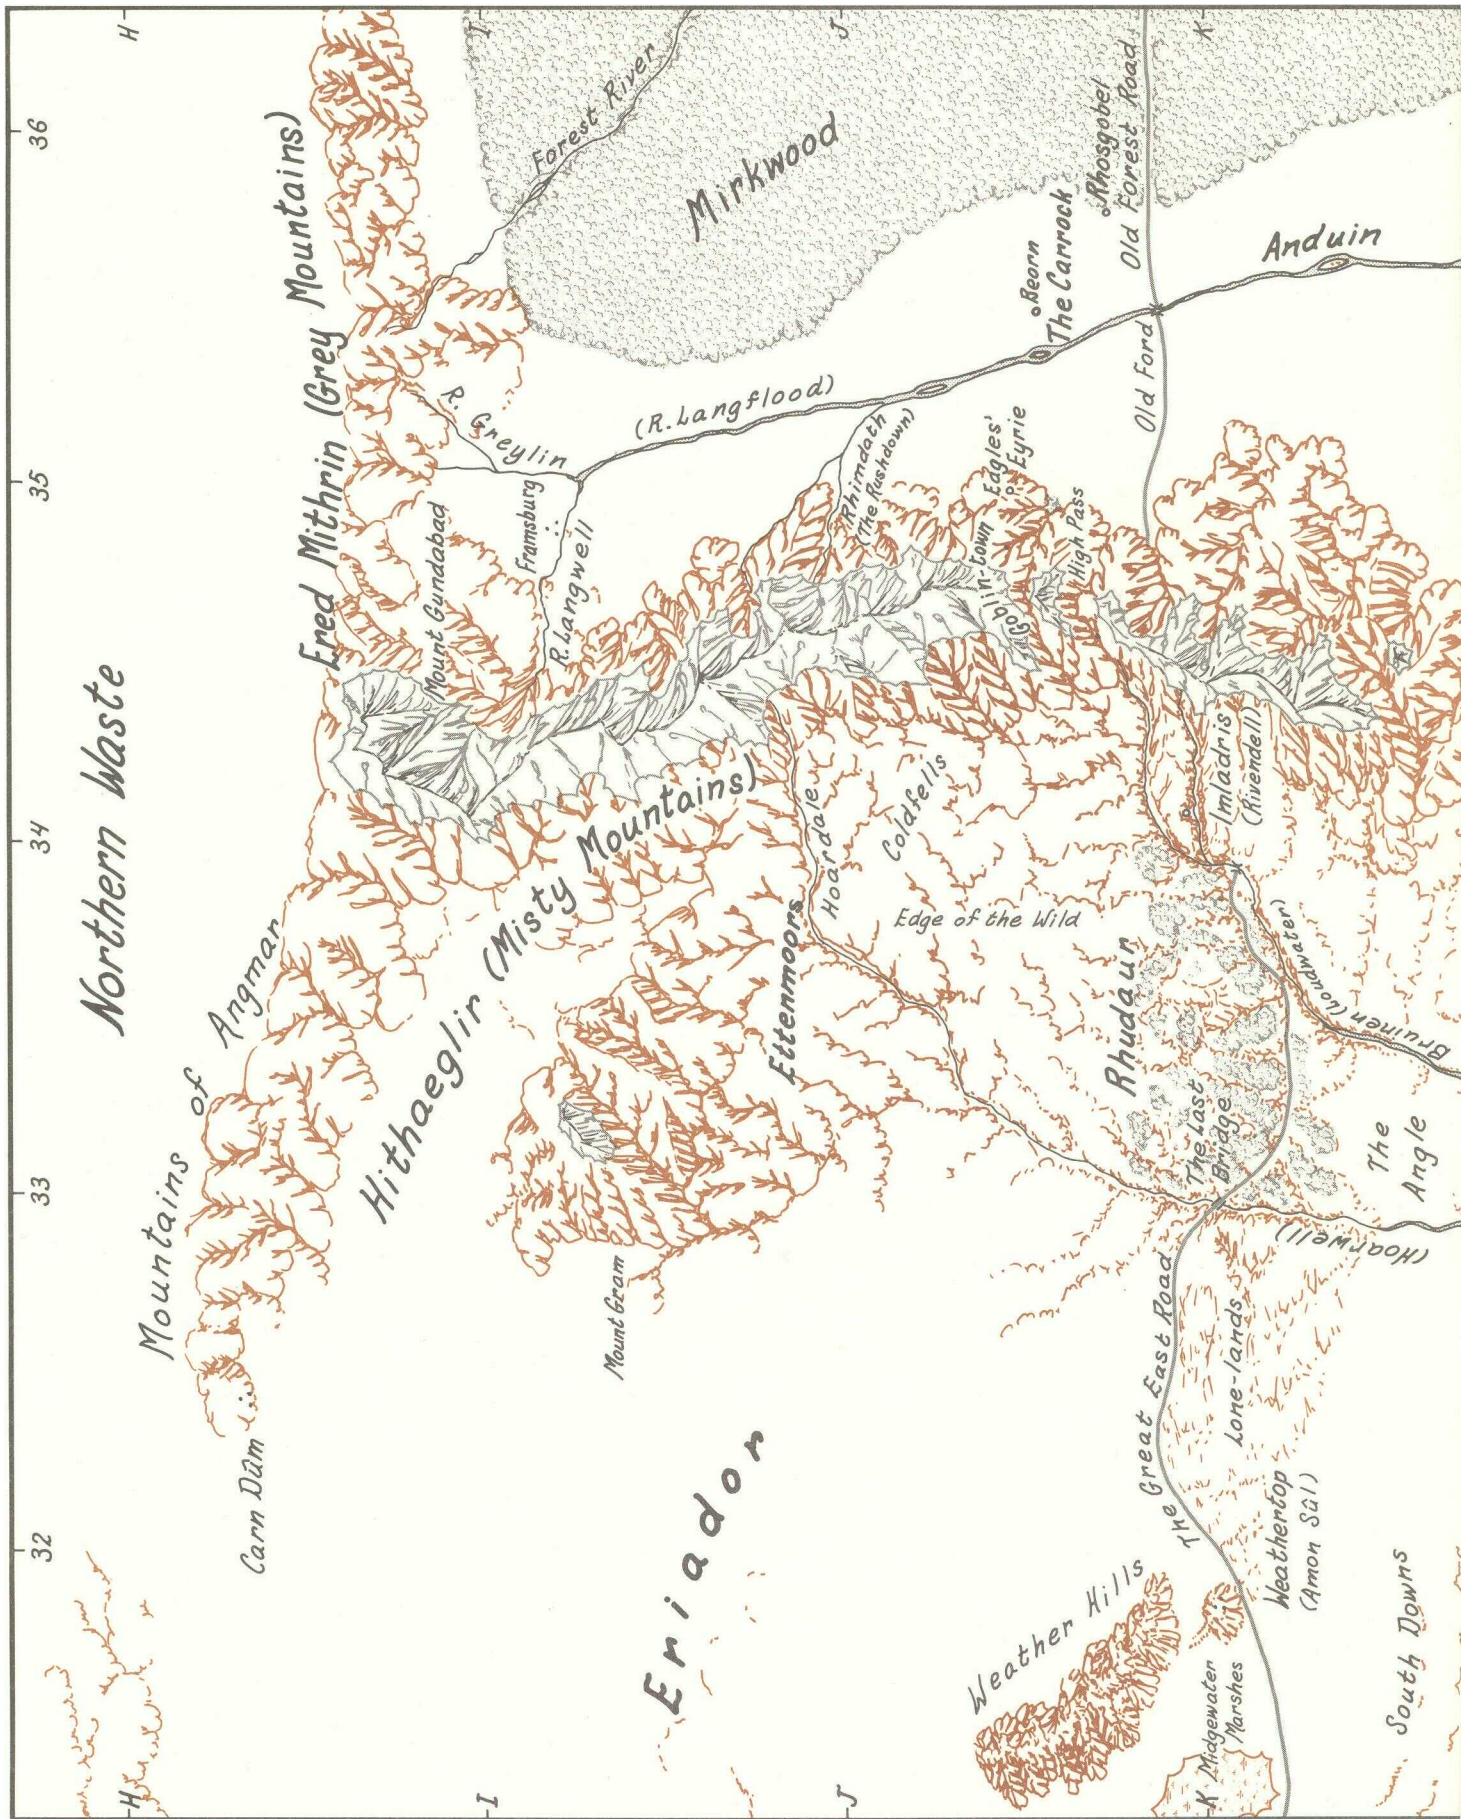 32
33
34
35
36
H
H
I
I
J
J
K
K
Northern Waste
Mountains of Angmar
Carn Dûm
Ered Mithrin (Grey Mountains)
Mount Gundabad
Hithaeglir (Misty Mountains)
Framsburg
R. Greylin
R. Langwell
Forest River
(R. Langflood)
Mirkwood
Mount Gram
Eriador
Ettenmoors
Hoardale
Coldfells
Rhimdath
(The Rushdown)
Edge of the Wild
Goblin-town
Eagles'
Eyrie
High Pass
Beorn
The Carrock
Rhosgobel
Old Forest Road
Old Forest Road
Old Ford
Anduin
Weather Hills
Rhudaur
The Great East Road
The Last
Bridge
Imladris
(Rivendell)
Midgewater
Marshes
Lone-lands
Weathertop
(Amon Sûl)
(Hoarwell)
Bruinen (Loudwater)
The
Angle
South Downs